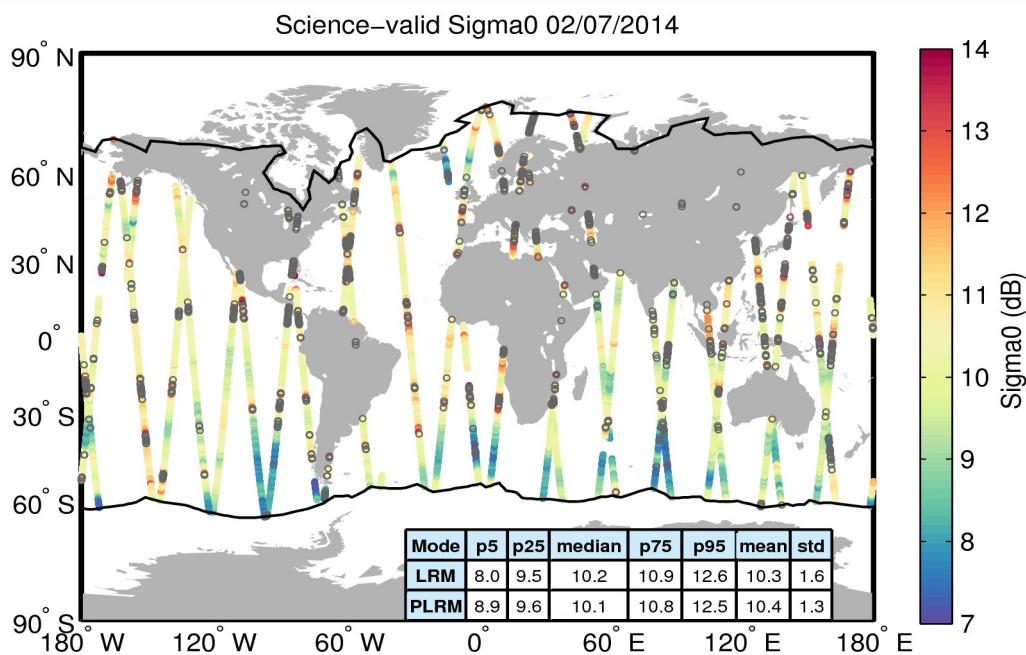 Science−valid Sigma0 02/07/2014
90° N
60° N
30° N
0°
30° S
60° S
90° S
180° W
120° W
60° W
0°
60° E
120° E
180° E
14
13
12
11
10
9
8
7
Sigma0 (dB)
Mode p5 p25 median p75 p95 mean std
LRM 8.0 9.5 10.2 10.9 12.6 10.3 1.6
PLRM 8.9 9.6 10.1 10.8 12.5 10.4 1.3